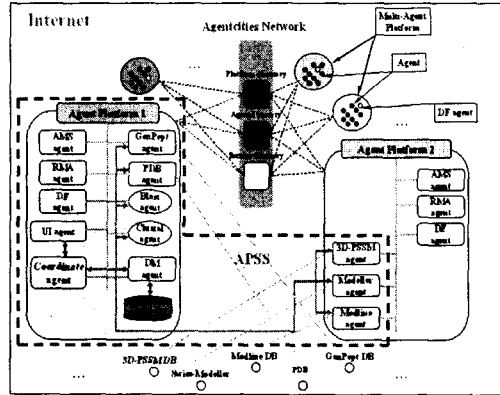 Internet
Agentcities Network
Multi-Agent
Platform
Agent
DF agent
Agent Platform 1
AMS
agent
GenPept
agent
RMA
agent
PDB
agent
DF
agent
Blast
agent
UI agent
Clustal
agent
Coordinate
agent
DM
agent
APSS
Agent Platform 2
AMS
agent
RMA
agent
DF
agent
3D-PSSM
agent
Modeller
agent
Medline
agent
3D-PSSM DB
Medline DB
GenPept DB
Swiss-Modeller
PDB
...
...
...